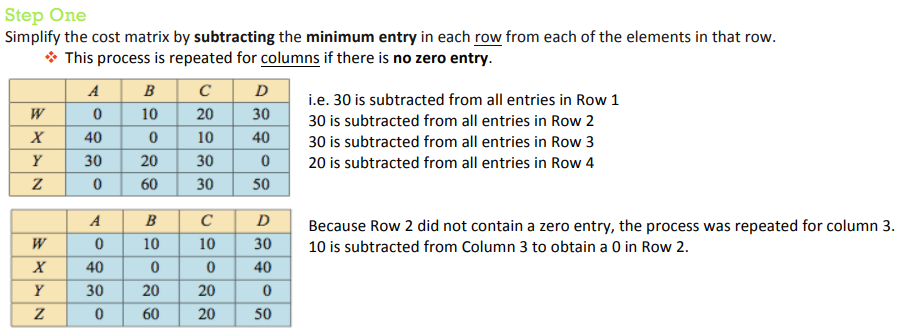 Step One
Simplify the cost matrix by subtracting the minimum entry in each row from each of the elements in that row.
❖ This process is repeated for columns if there is no zero entry.
A B C D
W 0 10 20 30
X 40 0 10 40
Y 30 20 30 0
Z 0 60 30 50
i.e. 30 is subtracted from all entries in Row 1
30 is subtracted from all entries in Row 2
30 is subtracted from all entries in Row 3
20 is subtracted from all entries in Row 4
A B C D
W 0 10 10 30
X 40 0 0 40
Y 30 20 20 0
Z 0 60 20 50
Because Row 2 did not contain a zero entry, the process was repeated for column 3.
10 is subtracted from Column 3 to obtain a 0 in Row 2.